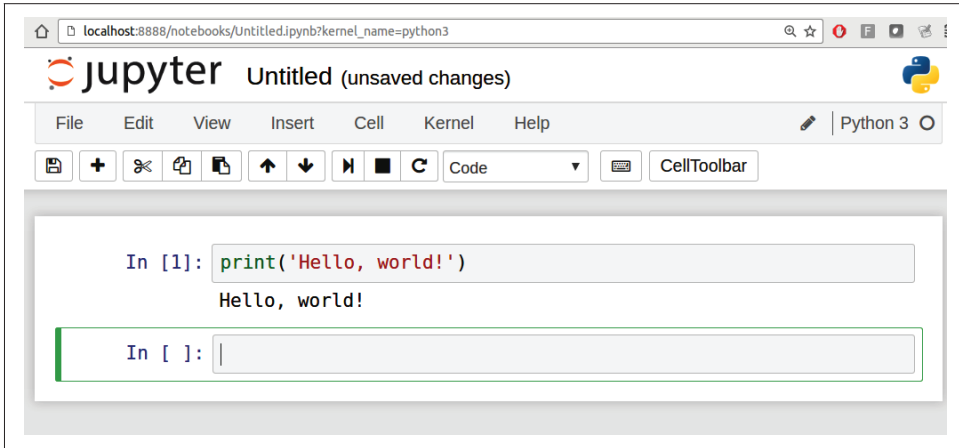 localhost:8888/notebooks/Untitled.ipynb?kernel_name=python3
jupyter Untitled (unsaved changes)
File Edit View Insert Cell Kernel Help Python 3
Code CellToolbar
In [1]: print('Hello, world!')
Hello, world!
In [ ]: